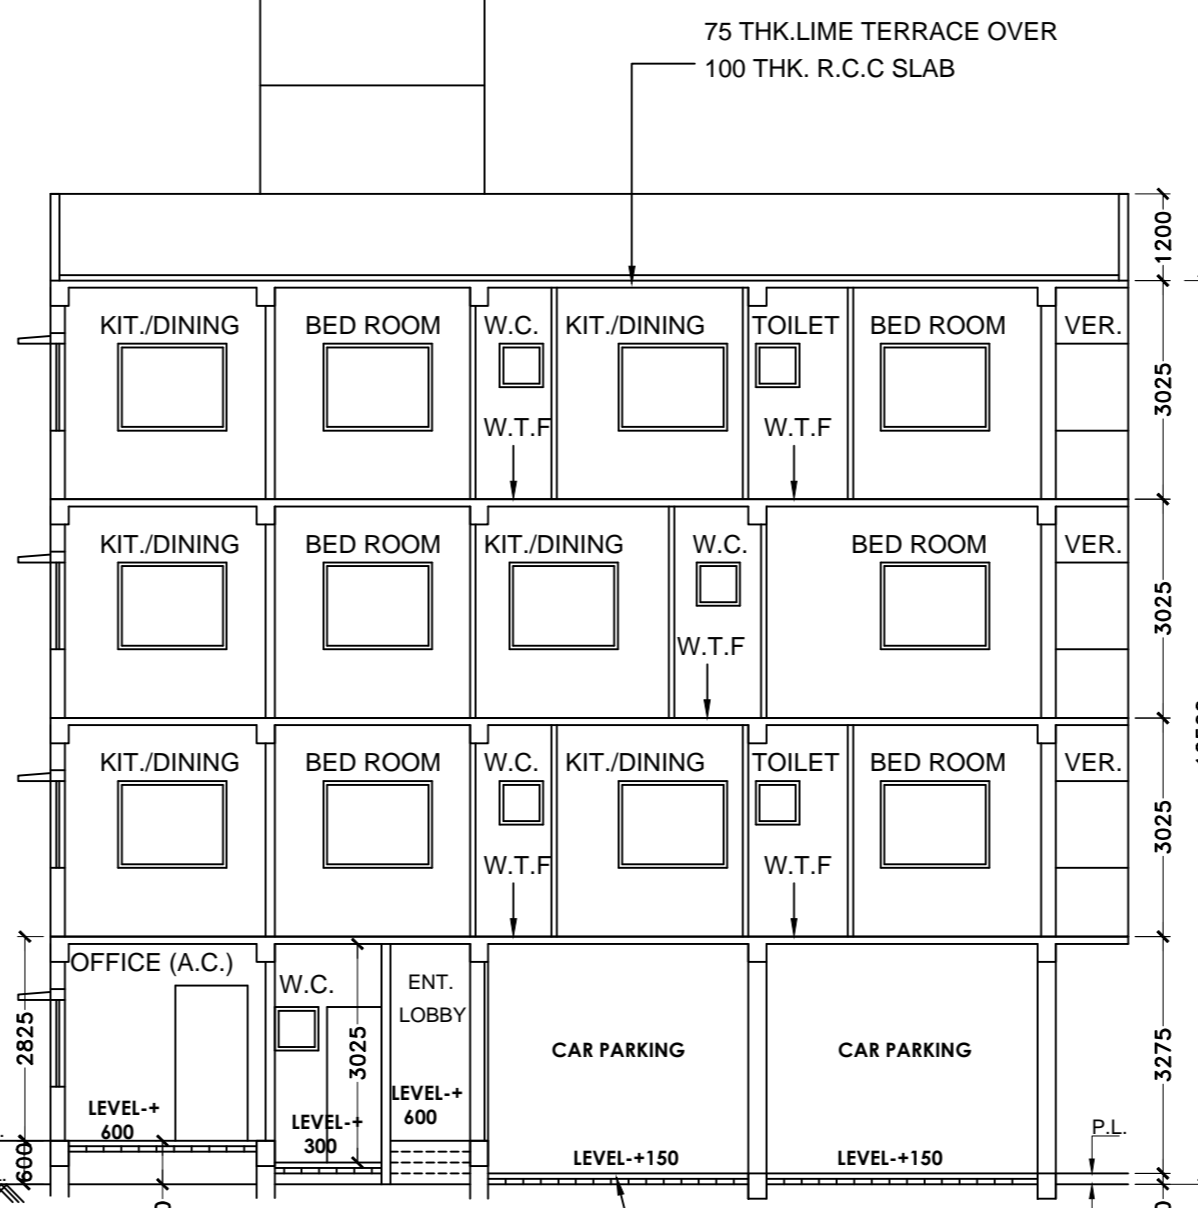 75 THK.LIME TERRACE OVER
100 THK. R.C.C SLAB
1200
KIT./DINING BED ROOM W.C. KIT./DINING TOILET BED ROOM VER.
3025
W.T.F W.T.F
KIT./DINING BED ROOM KIT./DINING W.C. BED ROOM VER.
3025
W.T.F
KIT./DINING BED ROOM W.C. KIT./DINING TOILET BED ROOM VER.
3025
W.T.F W.T.F
OFFICE (A.C.)
W.C.
ENT.
LOBBY
2825
3025
CAR PARKING CAR PARKING
3275
LEVEL-+
600
LEVEL-+
300
LEVEL-+
600
P.L.
600
LEVEL-+150 LEVEL-+150